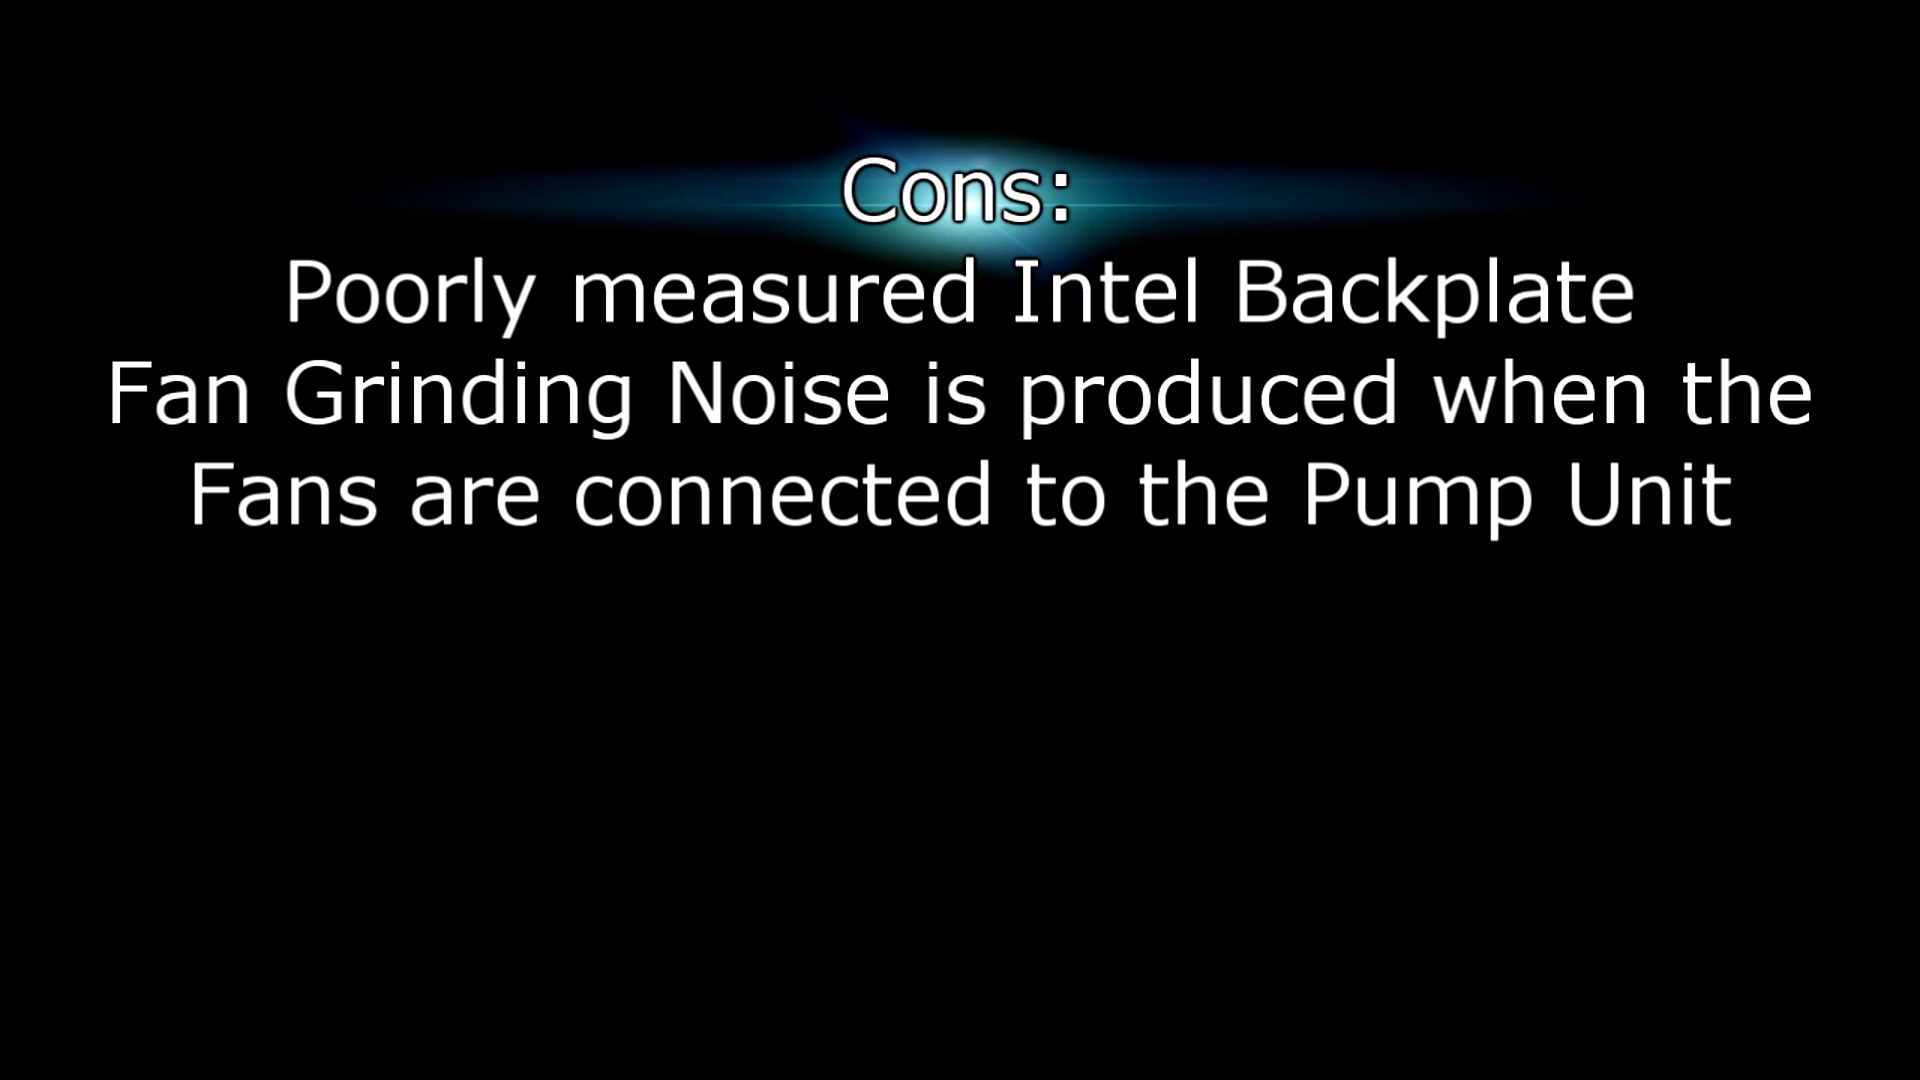 Cons:
Poorly measured Intel Backplate
Fan Grinding Noise is produced when the
Fans are connected to the Pump Unit